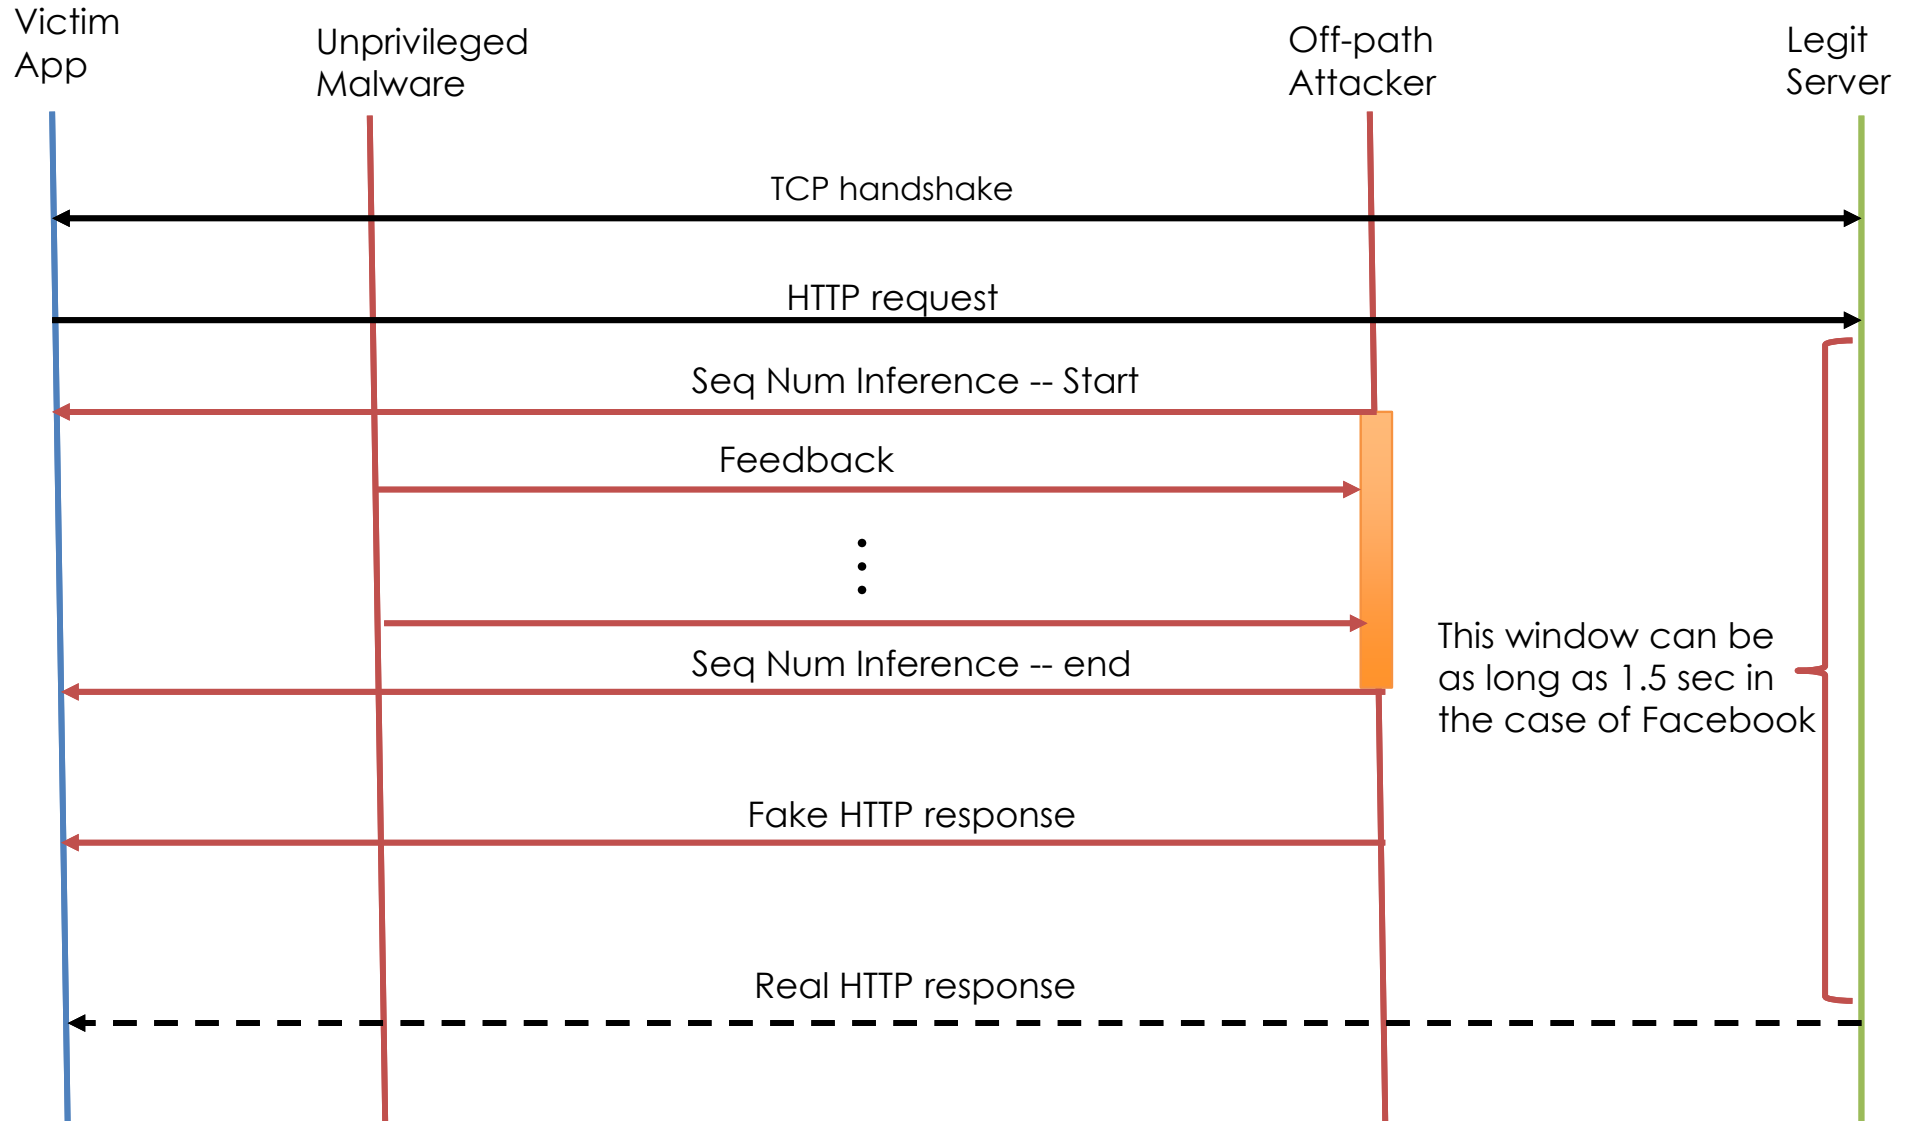 Victim
App
Unprivileged
Malware
Off-path
Attacker
Legit
Server
TCP handshake
HTTP request
Seq Num Inference -- Start
Feedback
Seq Num Inference -- end
This window can be
as long as 1.5 sec in
the case of Facebook
Fake HTTP response
Real HTTP response